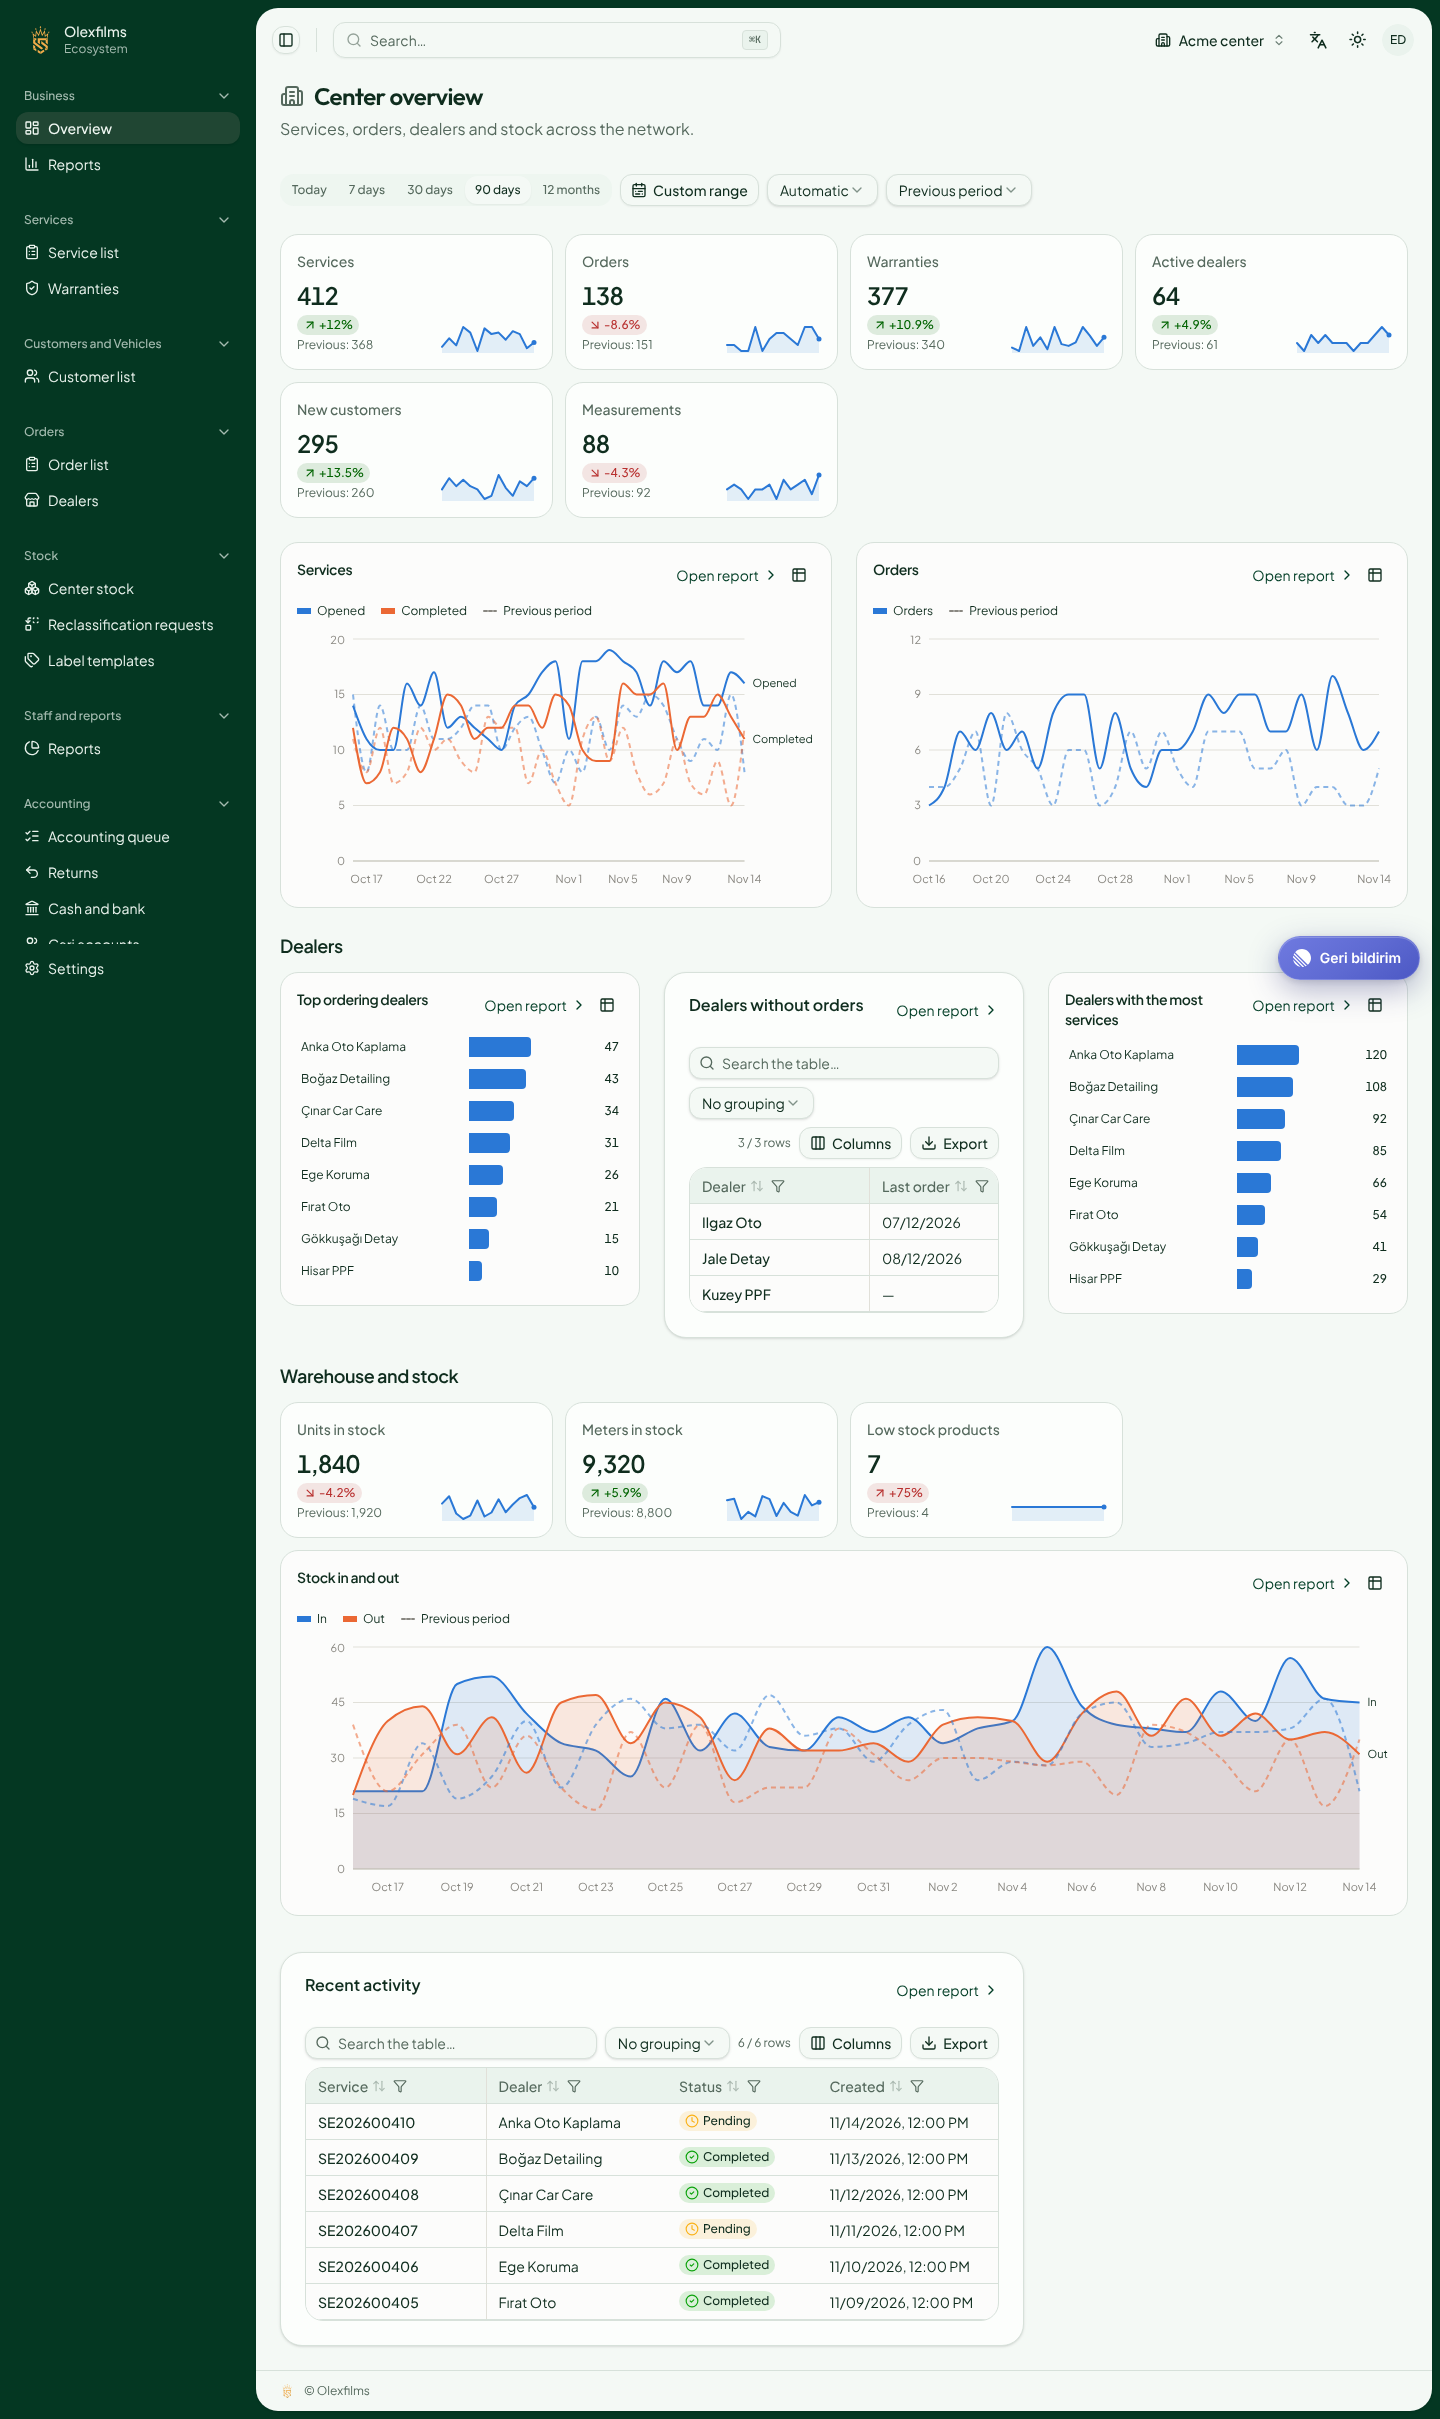 Olexfilms
Ecosystem
Business
Overview
Reports
Services
Service list
Warranties
Customers and Vehicles
Customer list
Orders
Order list
Dealers
Stock
Center stock
Reclassification requests
Label templates
Staff and reports
Reports
Accounting
Accounting queue
Returns
Cash and bank
Settings
Search...
⌘K
Acme center
ED
Center overview
Services, orders, dealers and stock across the network.
Today 7 days 30 days 90 days 12 months Custom range Automatic Previous period
Services
412
+12%
Previous: 368
Orders
138
-8.6%
Previous: 151
Warranties
377
+10.9%
Previous: 340
Active dealers
64
+4.9%
Previous: 61
New customers
295
+13.5%
Previous: 260
Measurements
88
-4.3%
Previous: 92
Services
Open report
Opened Completed Previous period
20
15
10
5
0
Opened
Completed
Oct 17 Oct 22 Oct 27 Nov 1 Nov 5 Nov 9 Nov 14
Orders
Open report
Orders Previous period
12
9
6
3
0
Oct 16 Oct 20 Oct 24 Oct 28 Nov 1 Nov 5 Nov 9 Nov 14
Dealers
Geri bildirim
Top ordering dealers
Open report
Anka Oto Kaplama 47
Boğaz Detailing 43
Çınar Car Care 34
Delta Film 31
Ege Koruma 26
Fırat Oto 21
Gökkuşağı Detay 15
Hisar PPF 10
Dealers without orders
Open report
Search the table...
No grouping
3 / 3 rows Columns Export
Dealer Last order
Ilgaz Oto 07/12/2026
Jale Detay 08/12/2026
Kuzey PPF —
Dealers with the most
services
Open report
Anka Oto Kaplama 120
Boğaz Detailing 108
Çınar Car Care 92
Delta Film 85
Ege Koruma 66
Fırat Oto 54
Gökkuşağı Detay 41
Hisar PPF 29
Warehouse and stock
Units in stock
1,840
-4.2%
Previous: 1,920
Meters in stock
9,320
+5.9%
Previous: 8,800
Low stock products
7
+75%
Previous: 4
Stock in and out
Open report
In Out Previous period
60
45
30
15
0
In
Out
Oct 17 Oct 19 Oct 21 Oct 23 Oct 25 Oct 27 Oct 29 Oct 31 Nov 2 Nov 4 Nov 6 Nov 8 Nov 10 Nov 12 Nov 14
Recent activity
Open report
Search the table... No grouping 6 / 6 rows Columns Export
Service Dealer Status Created
SE202600410 Anka Oto Kaplama Pending 11/14/2026, 12:00 PM
SE202600409 Boğaz Detailing Completed 11/13/2026, 12:00 PM
SE202600408 Çınar Car Care Completed 11/12/2026, 12:00 PM
SE202600407 Delta Film Pending 11/11/2026, 12:00 PM
SE202600406 Ege Koruma Completed 11/10/2026, 12:00 PM
SE202600405 Fırat Oto Completed 11/09/2026, 12:00 PM
© Olexfilms